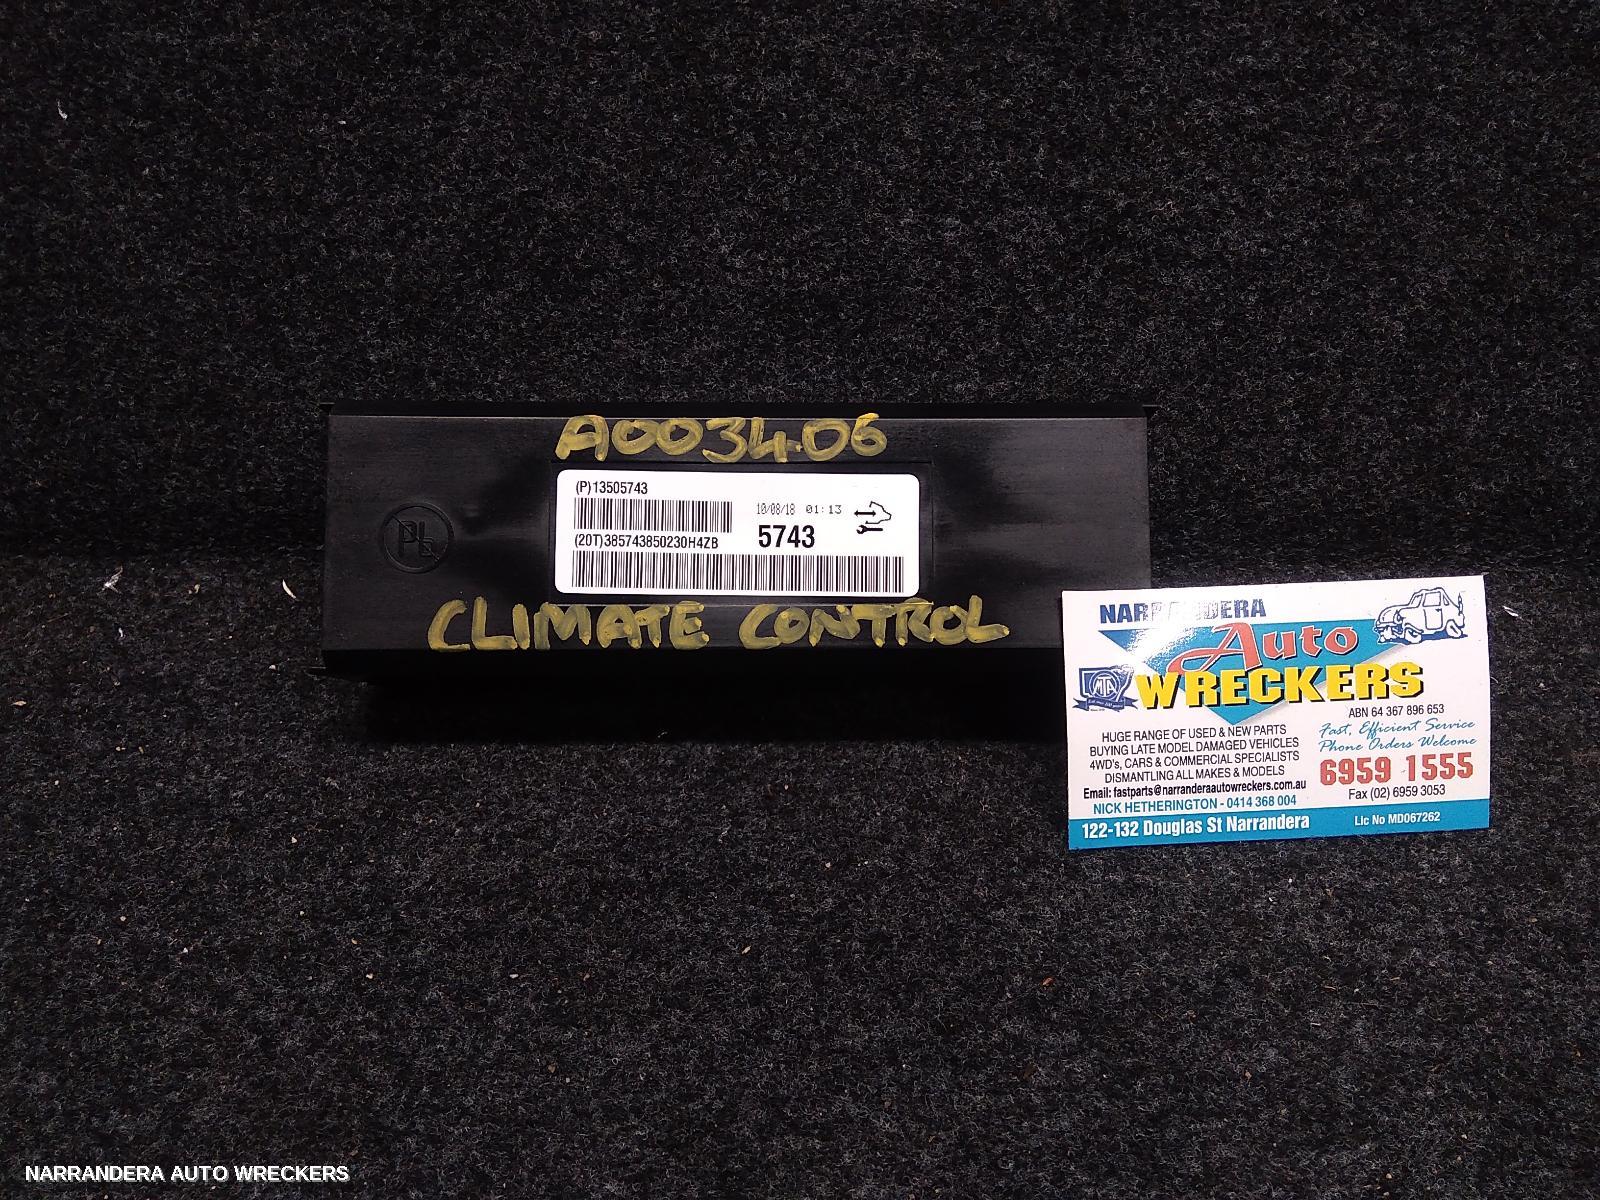 A003406
(P)13505743
10/08/18 01:13
5743
(20T)385743850230H4ZB
Pb
CLIMATE CONTROL
NARRANDERA
Auto
WRECKERS
MTA
ABN 64 367 896 653
Fast, Efficient Service
Phone Orders Welcome
6959 1555
Fax (02) 6959 3053
HUGE RANGE OF USED & NEW PARTS
BUYING LATE MODEL DAMAGED VEHICLES
4WD's, CARS & COMMERCIAL SPECIALISTS
DISMANTLING ALL MAKES & MODELS
Email: fastparts@narranderaautowreckers.com.au
NICK HETHERINGTON - 0414 368 004
122-132 Douglas St Narrandera
Lic No MD067262
NARRANDERA AUTO WRECKERS